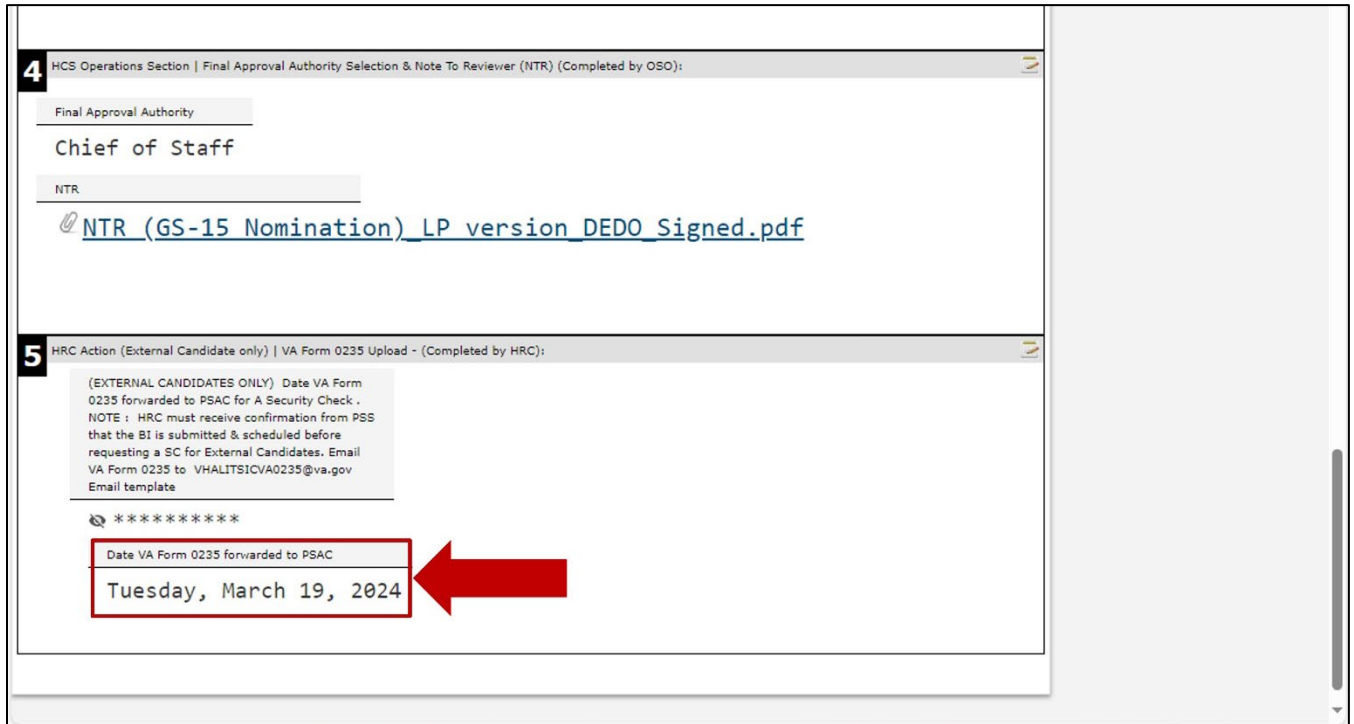 4
HCS Operations Section | Final Approval Authority Selection & Note To Reviewer (NTR) (Completed by OSO):
Final Approval Authority
Chief of Staff
NTR
NTR (GS-15 Nomination)_LP version_DEDO_Signed.pdf
5
HRC Action (External Candidate only) | VA Form 0235 Upload - (Completed by HRC):
(EXTERNAL CANDIDATES ONLY) Date VA Form
0235 forwarded to PSAC for A Security Check .
NOTE : HRC must receive confirmation from PSS
that the BI is submitted & scheduled before
requesting a SC for External Candidates. Email
VA Form 0235 to VHALITSICVA0235@va.gov
Email template
**********
Date VA Form 0235 forwarded to PSAC
Tuesday, March 19, 2024